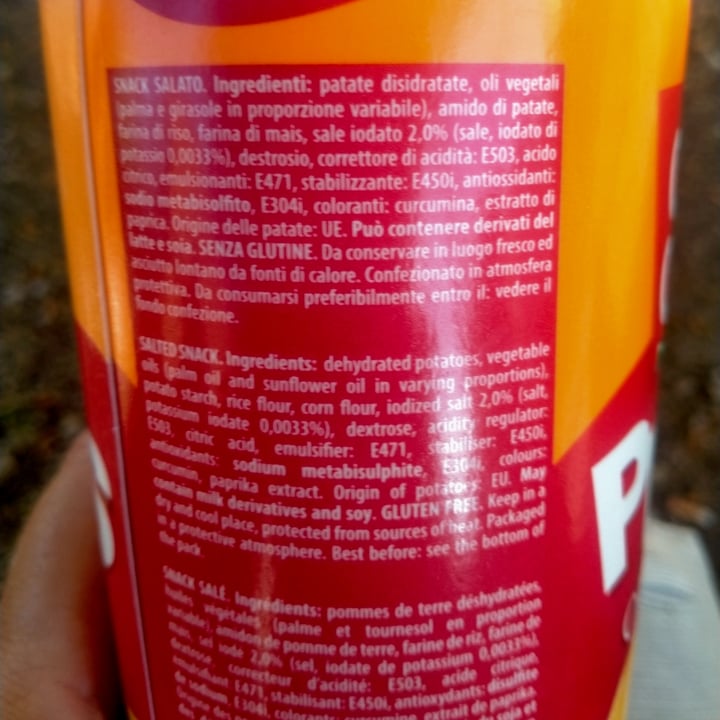 SNACK SALATO. Ingredienti: patate disidratate, oli vegetali
(palma e girasole in proporzione variabile), amido di patate,
farina di riso, farina di mais, sale iodato 2,0% (sale, iodato di
potassio 0,0033%), destrosio, correttore di acidità: E503, acido
citrico, emulsionanti: E471, stabilizzante: E450i, antiossidanti:
sodio metabisolfito, E304i, coloranti: curcumina, estratto di
paprica. Origine delle patate: UE. Può contenere derivati del
latte e soia. SENZA GLUTINE. Da conservare in luogo fresco ed
asciutto lontano da fonti di calore. Confezionato in atmosfera
protettiva. Da consumarsi preferibilmente entro il: vedere il
fondo confezione.
SALTED SNACK. Ingredients: dehydrated potatoes, vegetable
oils (palm oil and sunflower oil in varying proportions),
potato starch, rice flour, corn flour, iodized salt 2,0% (salt,
potassium iodate 0,0033%), dextrose, acidity regulator:
E503, citric acid, emulsifier: E471, stabiliser: E450i,
antioxidants: sodium metabisulphite, E304i, colours:
curcumin, paprika extract. Origin of potatoes: EU. May
contain milk derivatives and soy. GLUTEN FREE. Keep in a
dry and cool place, protected from sources of heat. Packaged
in a protective atmosphere. Best before: see the bottom of
the pack.
SNACK SALÉ. Ingrédients: pommes de terre déshydratées,
huiles végétales (palme et tournesol en proportion
variable), amidon de pomme de terre, farine de riz, farine de
maïs, sel iodé 2,0% (sel, iodate de potassium 0,0033%),
dextrose, correcteur d'acidité: E503, acide citrique,
émulsifiant E471, stabilisant: E450i, antioxydants: disulfite
de sodium, E304i, colorants: curcumine, extrait de paprika.
S
P